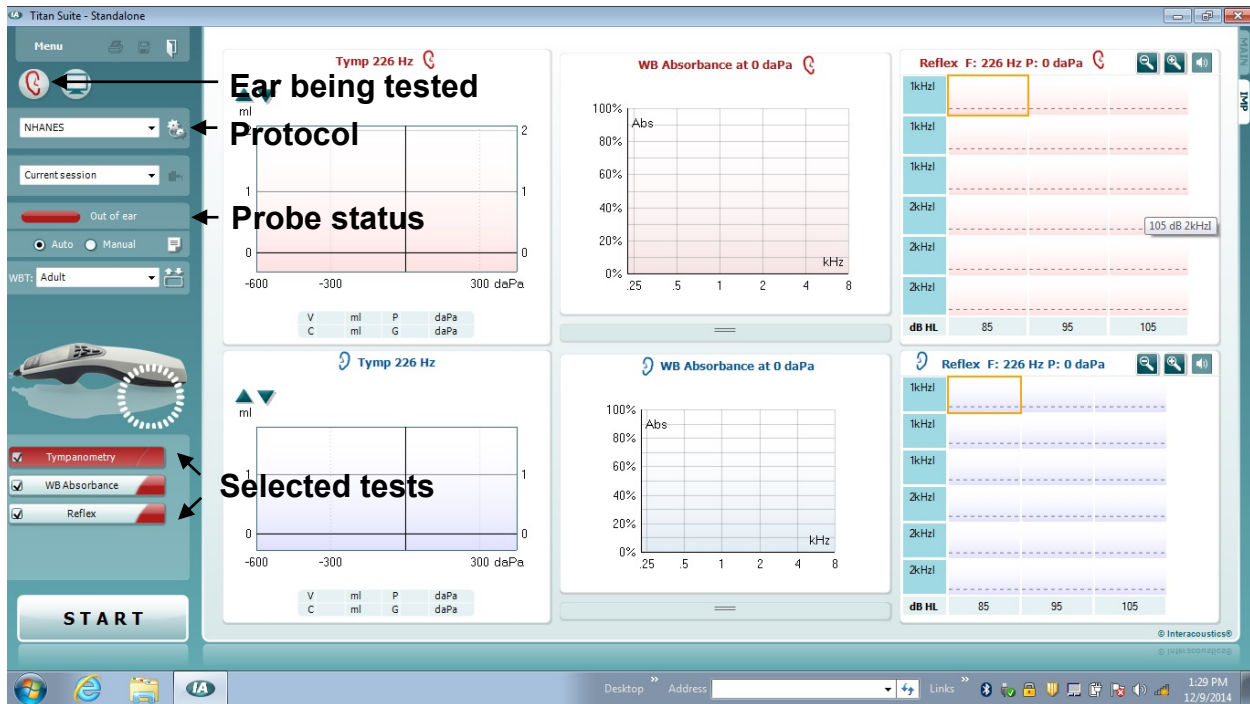 IA Titan Suite - Standalone
Menu
Ear being tested
NHANES
Protocol
Current session
Out of ear
Probe status
Auto Manual
WBT: Adult
Tympanometry
WB Absorbance
Reflex
Selected tests
START
Tymp 226 Hz
ml
2 2
1 1
0 0
-600 -300 300 daPa
V ml P daPa
C ml G daPa
WB Absorbance at 0 daPa
100%
Abs
80%
60%
40%
20%
kHz
0%
.25 .5 1 2 4 8
Reflex F: 226 Hz P: 0 daPa
1kHzI
1kHzI
1kHzI
2kHzI
105 dB 2kHzI
2kHzI
2kHzI
dB HL 85 95 105
MAIN
IMP
Tymp 226 Hz
ml
1 1
0 0
-600 -300 300 daPa
V ml P daPa
C ml G daPa
WB Absorbance at 0 daPa
100%
Abs
80%
60%
40%
20%
kHz
0%
.25 .5 1 2 4 8
Reflex F: 226 Hz P: 0 daPa
1kHzI
1kHzI
1kHzI
2kHzI
2kHzI
2kHzI
dB HL 85 95 105
© Interacoustics®
© Interacoustics®
IA
Desktop » Address Links »
1:29 PM
12/9/2014